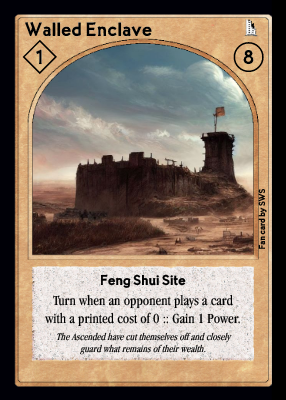 Walled Enclave
1
8
Fan card by SWS
Feng Shui Site
Turn when an opponent plays a card
with a printed cost of 0 :: Gain 1 Power.
The Ascended have cut themselves off and closely
guard what remains of their wealth.